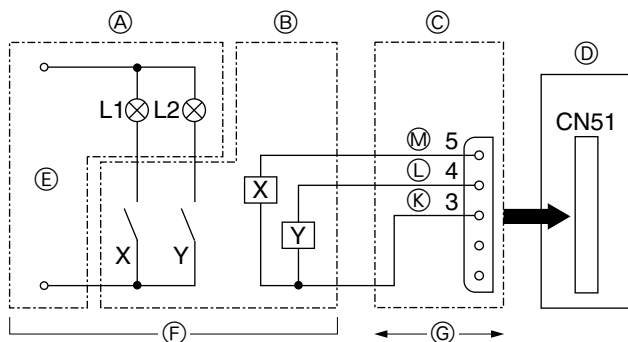 Ⓐ Ⓑ Ⓒ Ⓓ
L1 L2 CN51
Ⓜ 5
Ⓛ 4
Ⓔ X Ⓚ 3
Y
X Y
Ⓕ Ⓖ